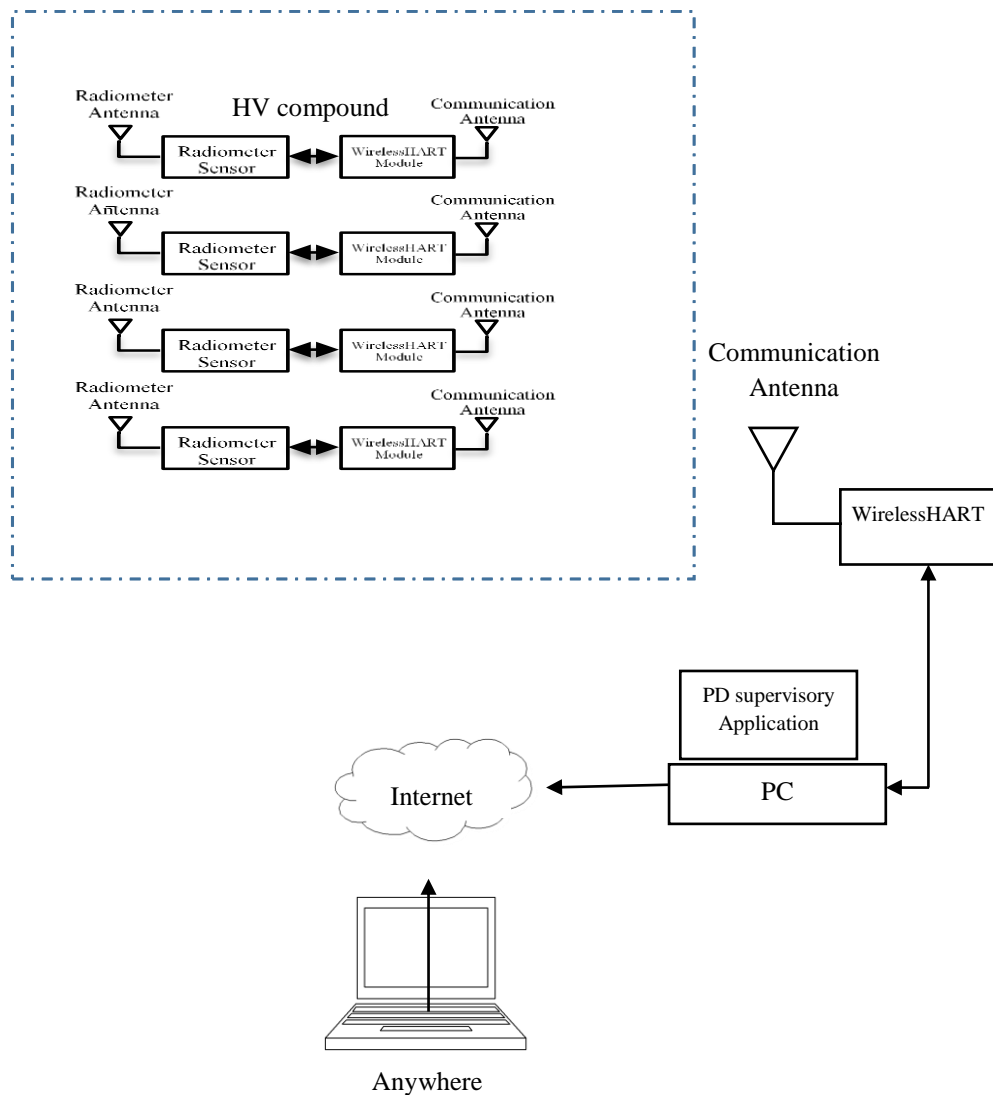 Radiometer
Antenna
HV compound
Communication
Antenna
Radiometer
Sensor
WirelessHART
Module
Radiometer
Antenna
Communication
Antenna
Radiometer
Sensor
WirelessHART
Module
Radiometer
Antenna
Communication
Antenna
Radiometer
Sensor
WirelessHART
Module
Radiometer
Antenna
Communication
Antenna
Radiometer
Sensor
WirelessHART
Module
Communication
Antenna
WirelessHART
PD supervisory
Application
PC
Internet
Anywhere